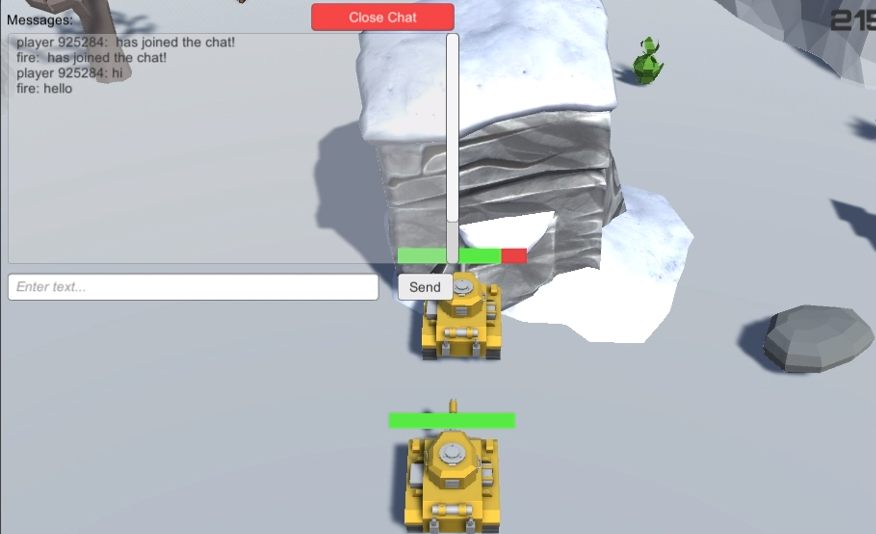 Messages:
Close Chat
215
player 925284:  has joined the chat!
fire:  has joined the chat!
player 925284: hi
fire: hello
Enter text...
Send